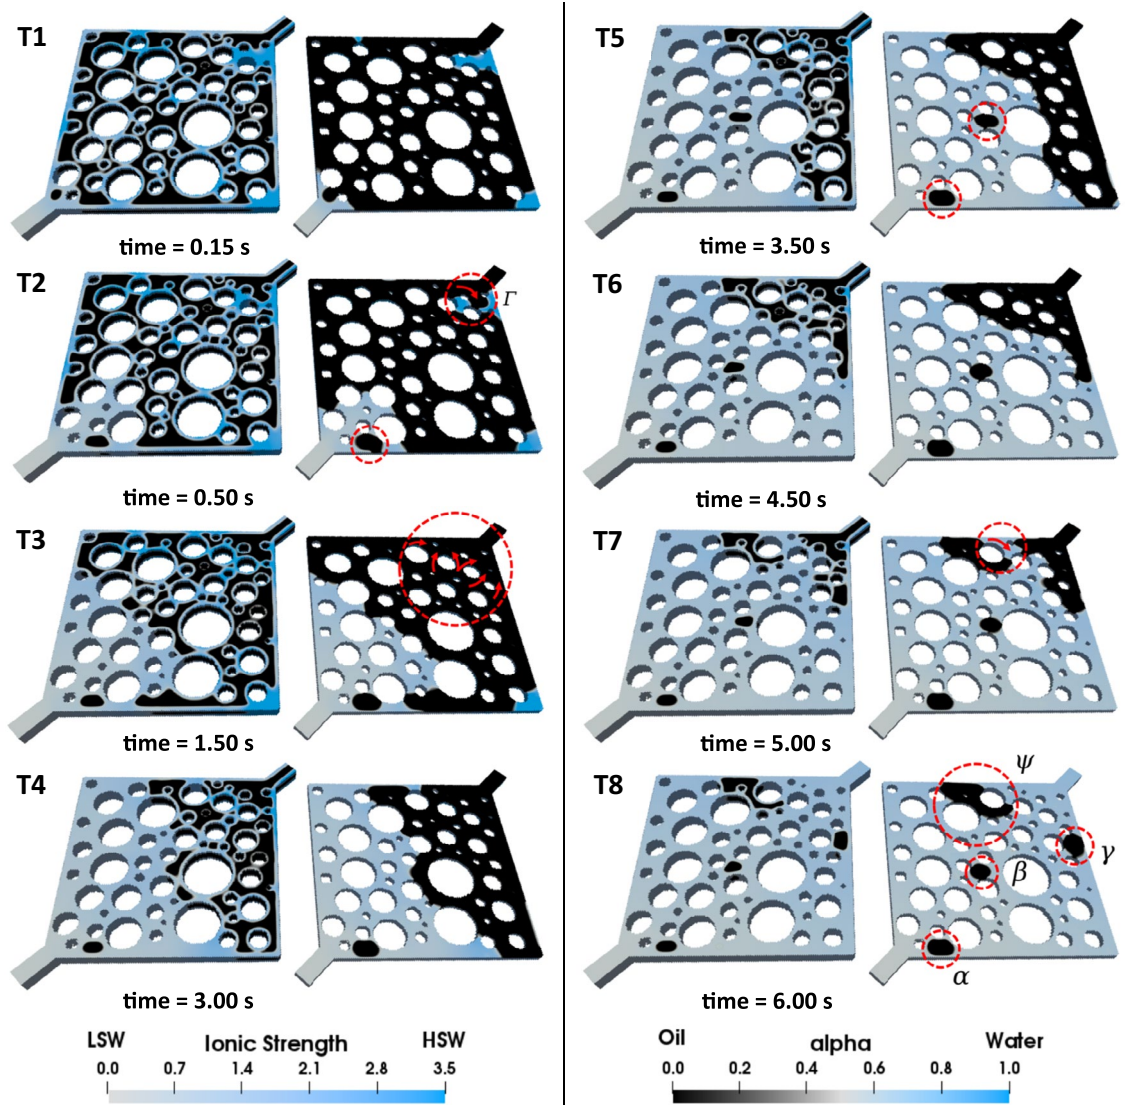 T1
time = 0.15 s
T2
Γ
time = 0.50 s
T3
time = 1.50 s
T4
time = 3.00 s
LSW Ionic Strength HSW
0.0 0.7 1.4 2.1 2.8 3.5
T5
time = 3.50 s
T6
time = 4.50 s
T7
time = 5.00 s
T8
ψ
γ
β
α
time = 6.00 s
Oil alpha Water
0.0 0.2 0.4 0.6 0.8 1.0